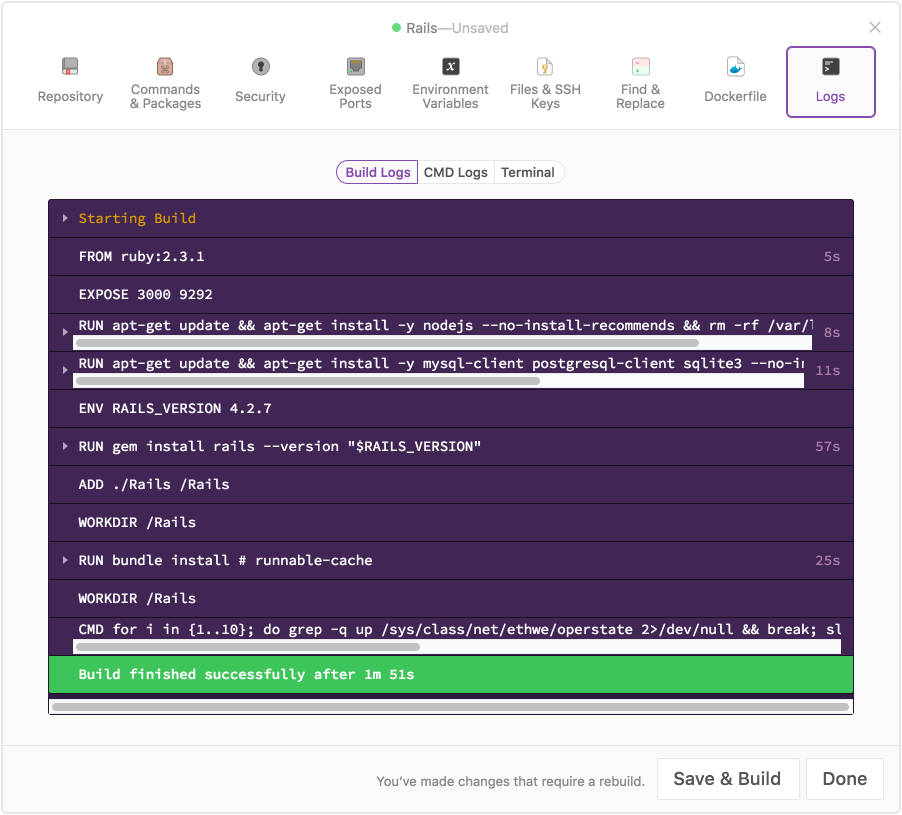 Rails—Unsaved
Repository
Commands
& Packages
Security
Exposed
Ports
Environment
Variables
Files & SSH
Keys
Find &
Replace
Dockerfile
Logs
Build Logs CMD Logs Terminal
Starting Build
FROM ruby:2.3.1 5s
EXPOSE 3000 9292
RUN apt-get update && apt-get install -y nodejs --no-install-recommends && rm -rf /var/ 8s
RUN apt-get update && apt-get install -y mysql-client postgresql-client sqlite3 --no-i 11s
ENV RAILS_VERSION 4.2.7
RUN gem install rails --version "$RAILS_VERSION" 57s
ADD ./Rails /Rails
WORKDIR /Rails
RUN bundle install # runnable-cache 25s
WORKDIR /Rails
CMD for i in {1..10}; do grep -q up /sys/class/net/ethwe/operstate 2>/dev/null && break; sl
Build finished successfully after 1m 51s
You've made changes that require a rebuild. Save & Build Done